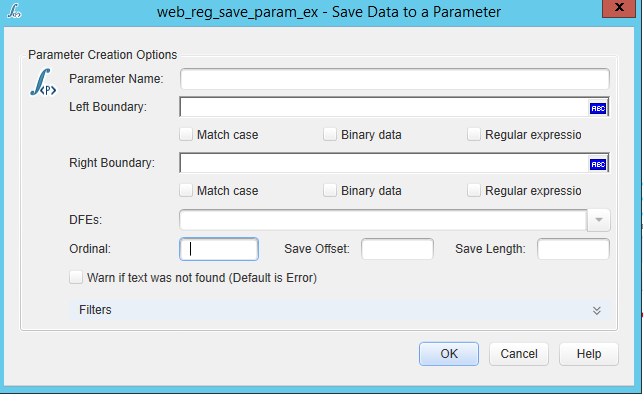 web_reg_save_param_ex - Save Data to a Parameter
x
Parameter Creation Options
<P>
Parameter Name:
Left Boundary:
ABC
Match case Binary data Regular expressio
Right Boundary:
ABC
Match case Binary data Regular expressio
DFEs:
Ordinal: Save Offset: Save Length:
Warn if text was not found (Default is Error)
Filters
OK Cancel Help